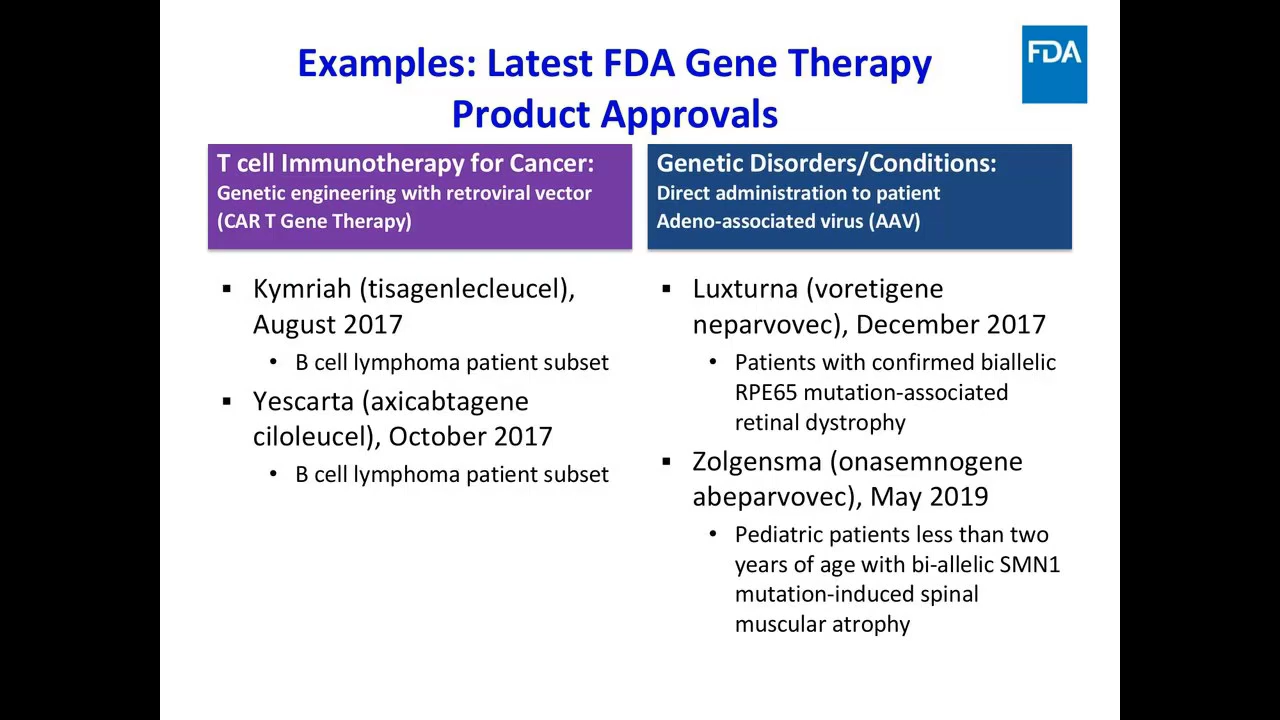 Examples: Latest FDA Gene Therapy
Product Approvals
FDA
T cell Immunotherapy for Cancer:
Genetic engineering with retroviral vector
(CAR T Gene Therapy)
▪ Kymriah (tisagenlecleucel),
August 2017
• B cell lymphoma patient subset
▪ Yescarta (axicabtagene
ciloleucel), October 2017
• B cell lymphoma patient subset
Genetic Disorders/Conditions:
Direct administration to patient
Adeno-associated virus (AAV)
▪ Luxturna (voretigene
neparvovec), December 2017
• Patients with confirmed biallelic
RPE65 mutation-associated
retinal dystrophy
▪ Zolgensma (onasemnogene
abeparvovec), May 2019
• Pediatric patients less than two
years of age with bi-allelic SMN1
mutation-induced spinal
muscular atrophy